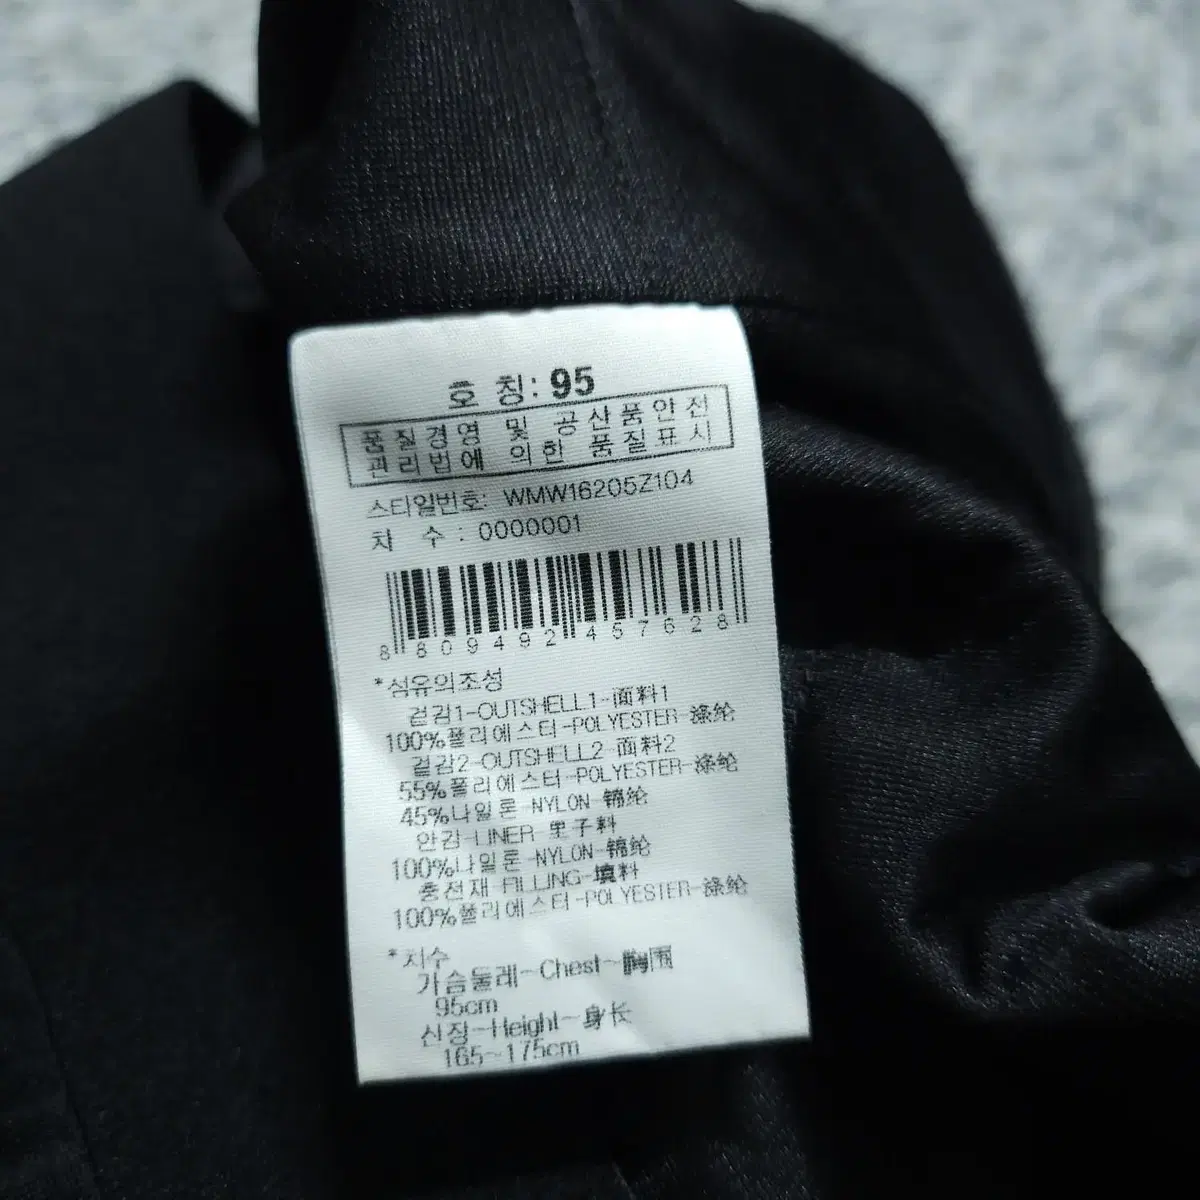 호 칭: 95
품질경영 및 공산품안전
관리법에 의한 품질표시
스타일번호: WMW16205Z104
차 수 : 0000001
8 809492 457628
*섬유의조성
겉감1-OUTSHELL1-面料1
100%폴리에스터-POLYESTER-涤纶
겉감2-OUTSHELL2-面料2
55%폴리에스터-POLYESTER-涤纶
45%나일론-NYLON-锦纶
안감-LINER-里子料
100%나일론-NYLON-锦纶
충전재-FILLING-填料
100%폴리에스터-POLYESTER-涤纶
*치수
가슴둘레~Chest~胸围
95cm
신장~Height~身长
165~175cm